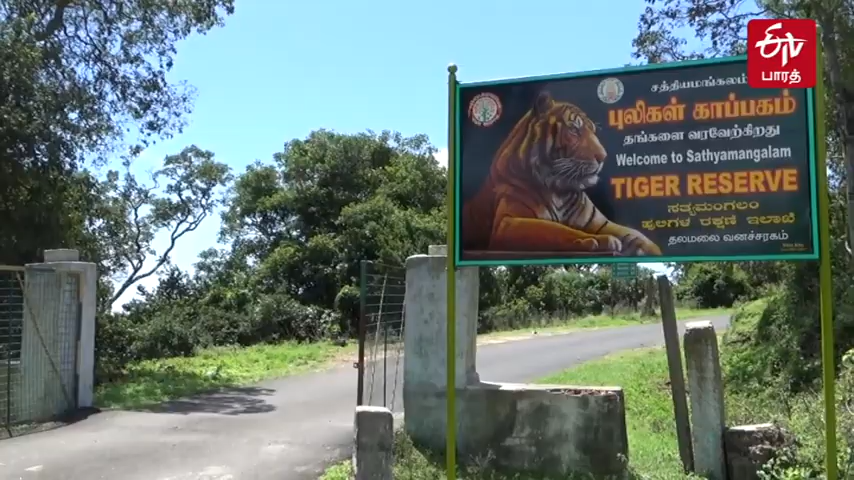 சத்தியமங்கலம்
புலிகள் காப்பகம்
தங்களை வரவேற்கிறது
Welcome to Sathyamangalam
TIGER RESERVE
ಸತ್ಯಮಂಗಲಂ
ಹುಲಿಗಳ ರಕ್ಷಣೆ ಇಲಾಖೆ
தலமலை வனச்சரகம்
பாரத்